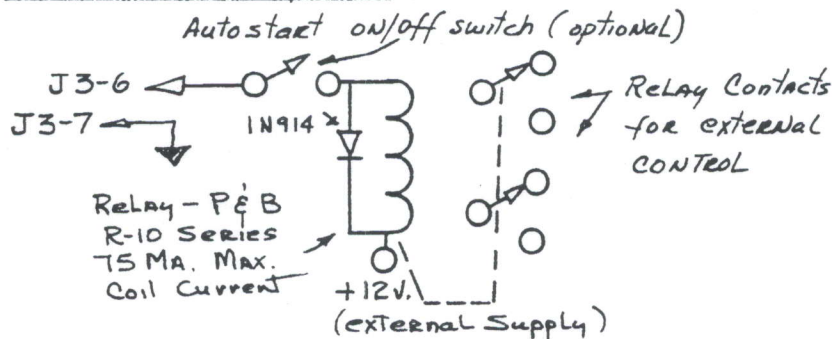 Autostart on/off switch (optional)
J3-6
J3-7
1N914
Relay Contacts
for external
CONTROL
Relay - P & B
R-10 Series
75 MA. MAX.
Coil Current
+12V.
(external Supply)